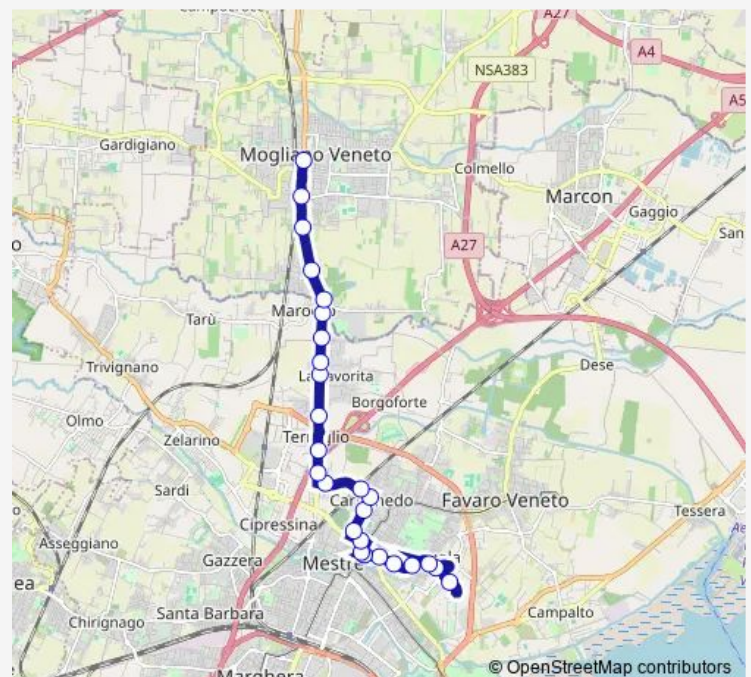 A27
A4
NSA383
A5
Gardigiano
Mogliano Veneto
Colmello
Marcon
Gaggio
San
A27
o
Tarù
Trivignano
La Favorita
Dese
Borgoforte
Olmo
Zelarino
Sardi
Favaro Veneto
Tessera
Cipressina
Asseggiano
Gazzera
Mestre
ea
Santa Barbara
Campalto
Chirignago
Marghera
© OpenStreetMap contributors